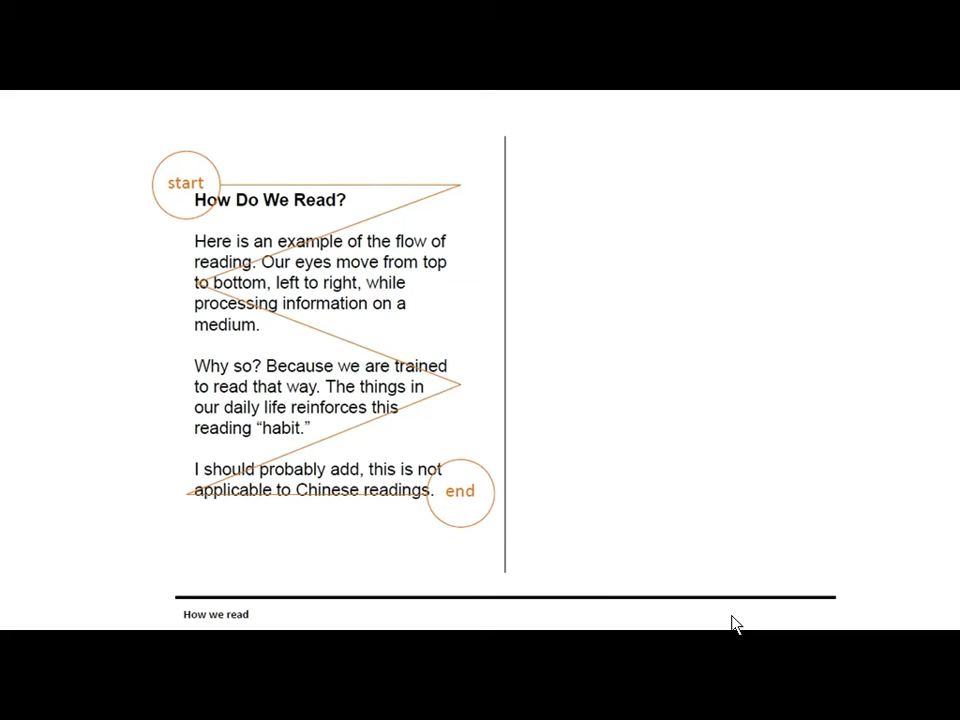 start
How Do We Read?
Here is an example of the flow of
reading. Our eyes move from top
to bottom, left to right, while
processing information on a
medium.
Why so? Because we are trained
to read that way. The things in
our daily life reinforces this
reading “habit.”
I should probably add, this is not
applicable to Chinese readings.
end
How we read